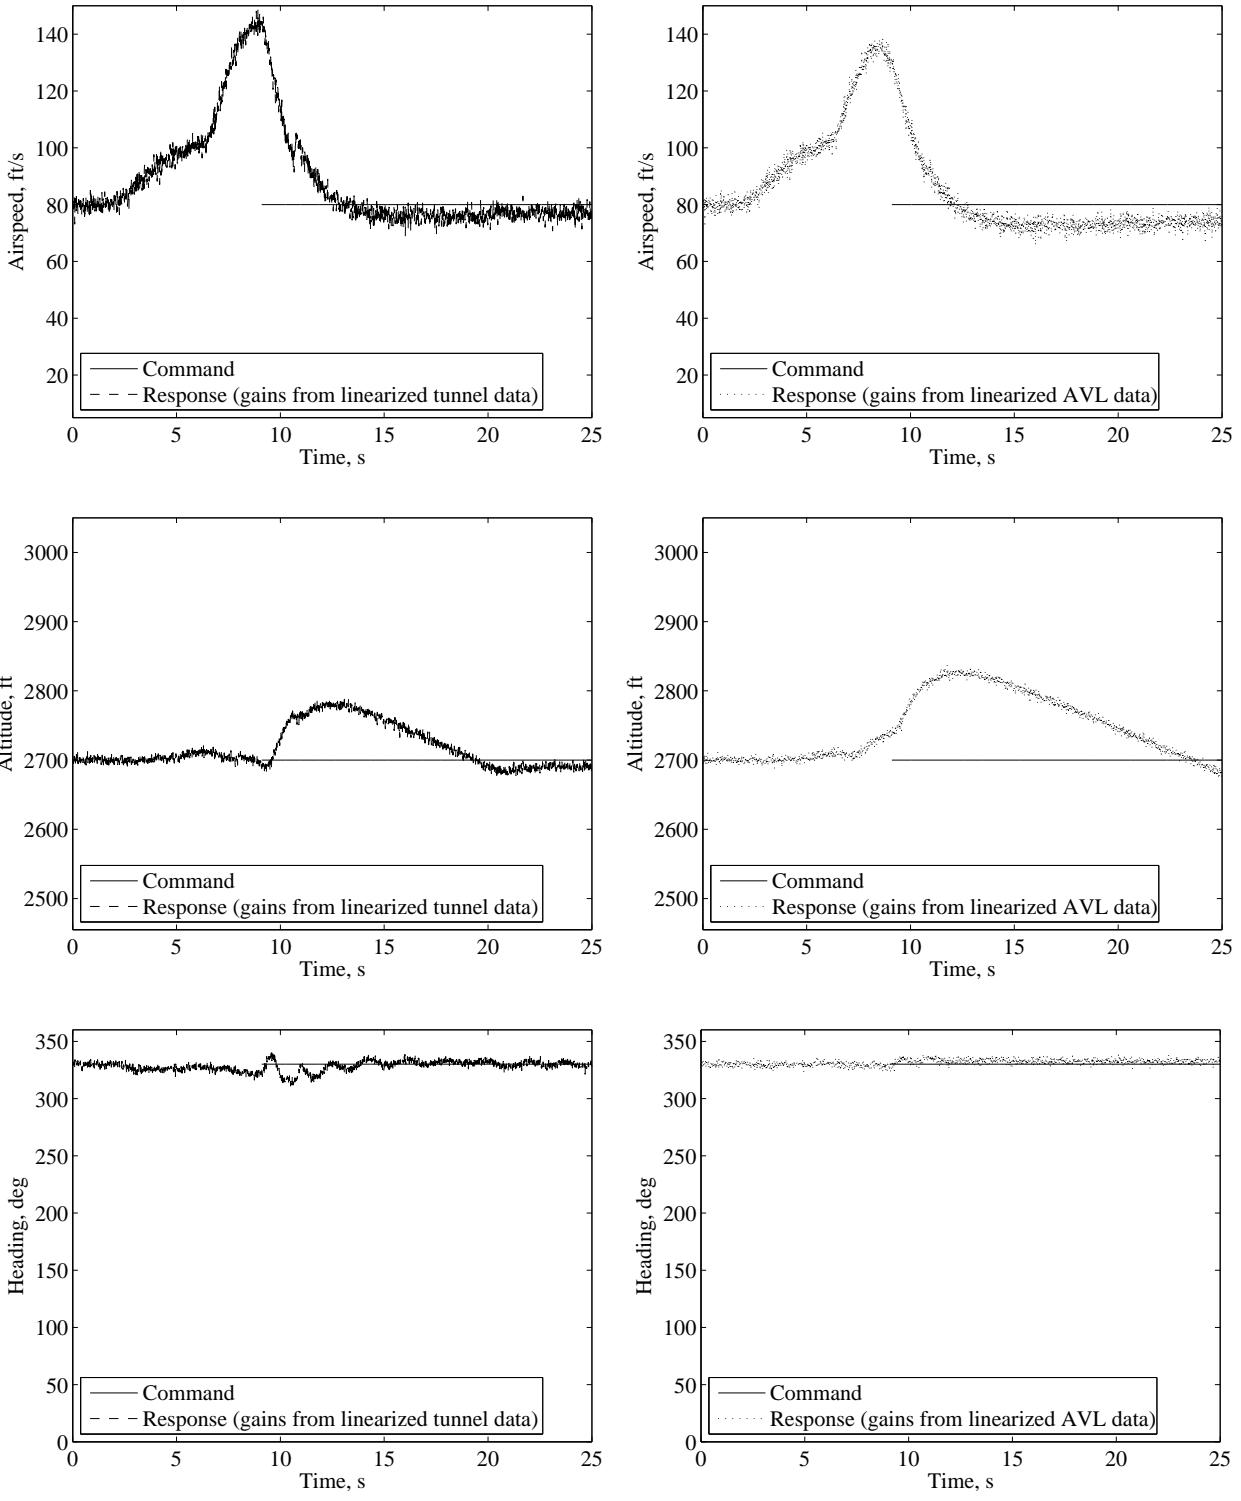 140
120
100
80
60
40
20
Airspeed, ft/s
Command
Response (gains from linearized tunnel data)
0 5 10 15 20 25
Time, s
140
120
100
80
60
40
20
Airspeed, ft/s
Command
Response (gains from linearized AVL data)
0 5 10 15 20 25
Time, s
3000
2900
2800
2700
2600
2500
Altitude, ft
Command
Response (gains from linearized tunnel data)
0 5 10 15 20 25
Time, s
3000
2900
2800
2700
2600
2500
Altitude, ft
Command
Response (gains from linearized AVL data)
0 5 10 15 20 25
Time, s
350
300
250
200
150
100
50
0
Heading, deg
Command
Response (gains from linearized tunnel data)
0 5 10 15 20 25
Time, s
350
300
250
200
150
100
50
0
Heading, deg
Command
Response (gains from linearized AVL data)
0 5 10 15 20 25
Time, s